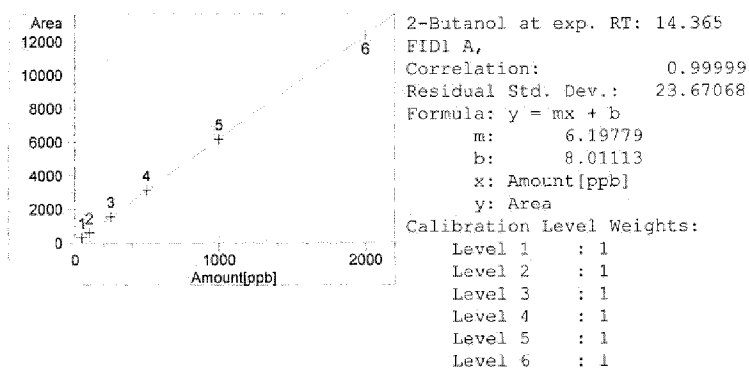 Area
12000
10000
8000
6000
4000
2000
0
1 2 3 4 5 6
0 1000 2000
Amount[ppb]
2-Butanol at exp. RT: 14.365
FID1 A,
Correlation: 0.99999
Residual Std. Dev.: 23.67068
Formula: y = mx + b
m: 6.19779
b: 8.01113
x: Amount[ppb]
y: Area
Calibration Level Weights:
Level 1 : 1
Level 2 : 1
Level 3 : 1
Level 4 : 1
Level 5 : 1
Level 6 : 1